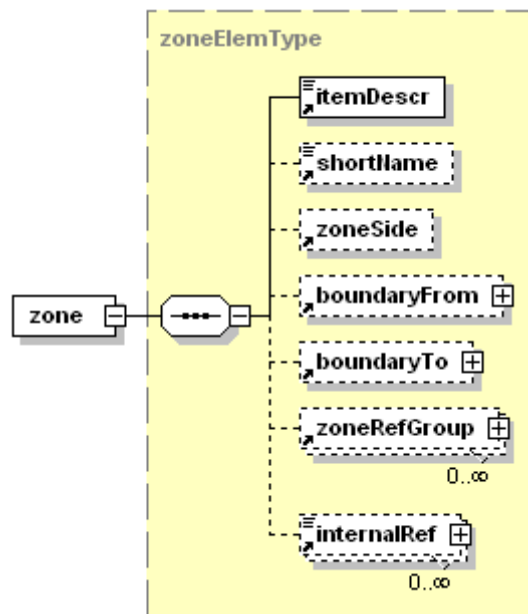 zoneElemType
itemDescr
shortName
zoneSide
boundaryFrom
zone
boundaryTo
zoneRefGroup
0..∞
internalRef
0..∞